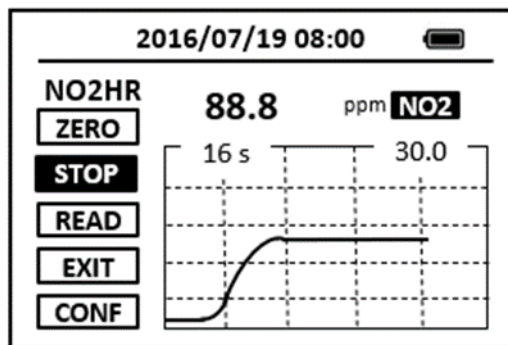 2016/07/19 08:00
NO2HR
88.8 ppm NO2
ZERO
16 s 30.0
STOP
READ
EXIT
CONF